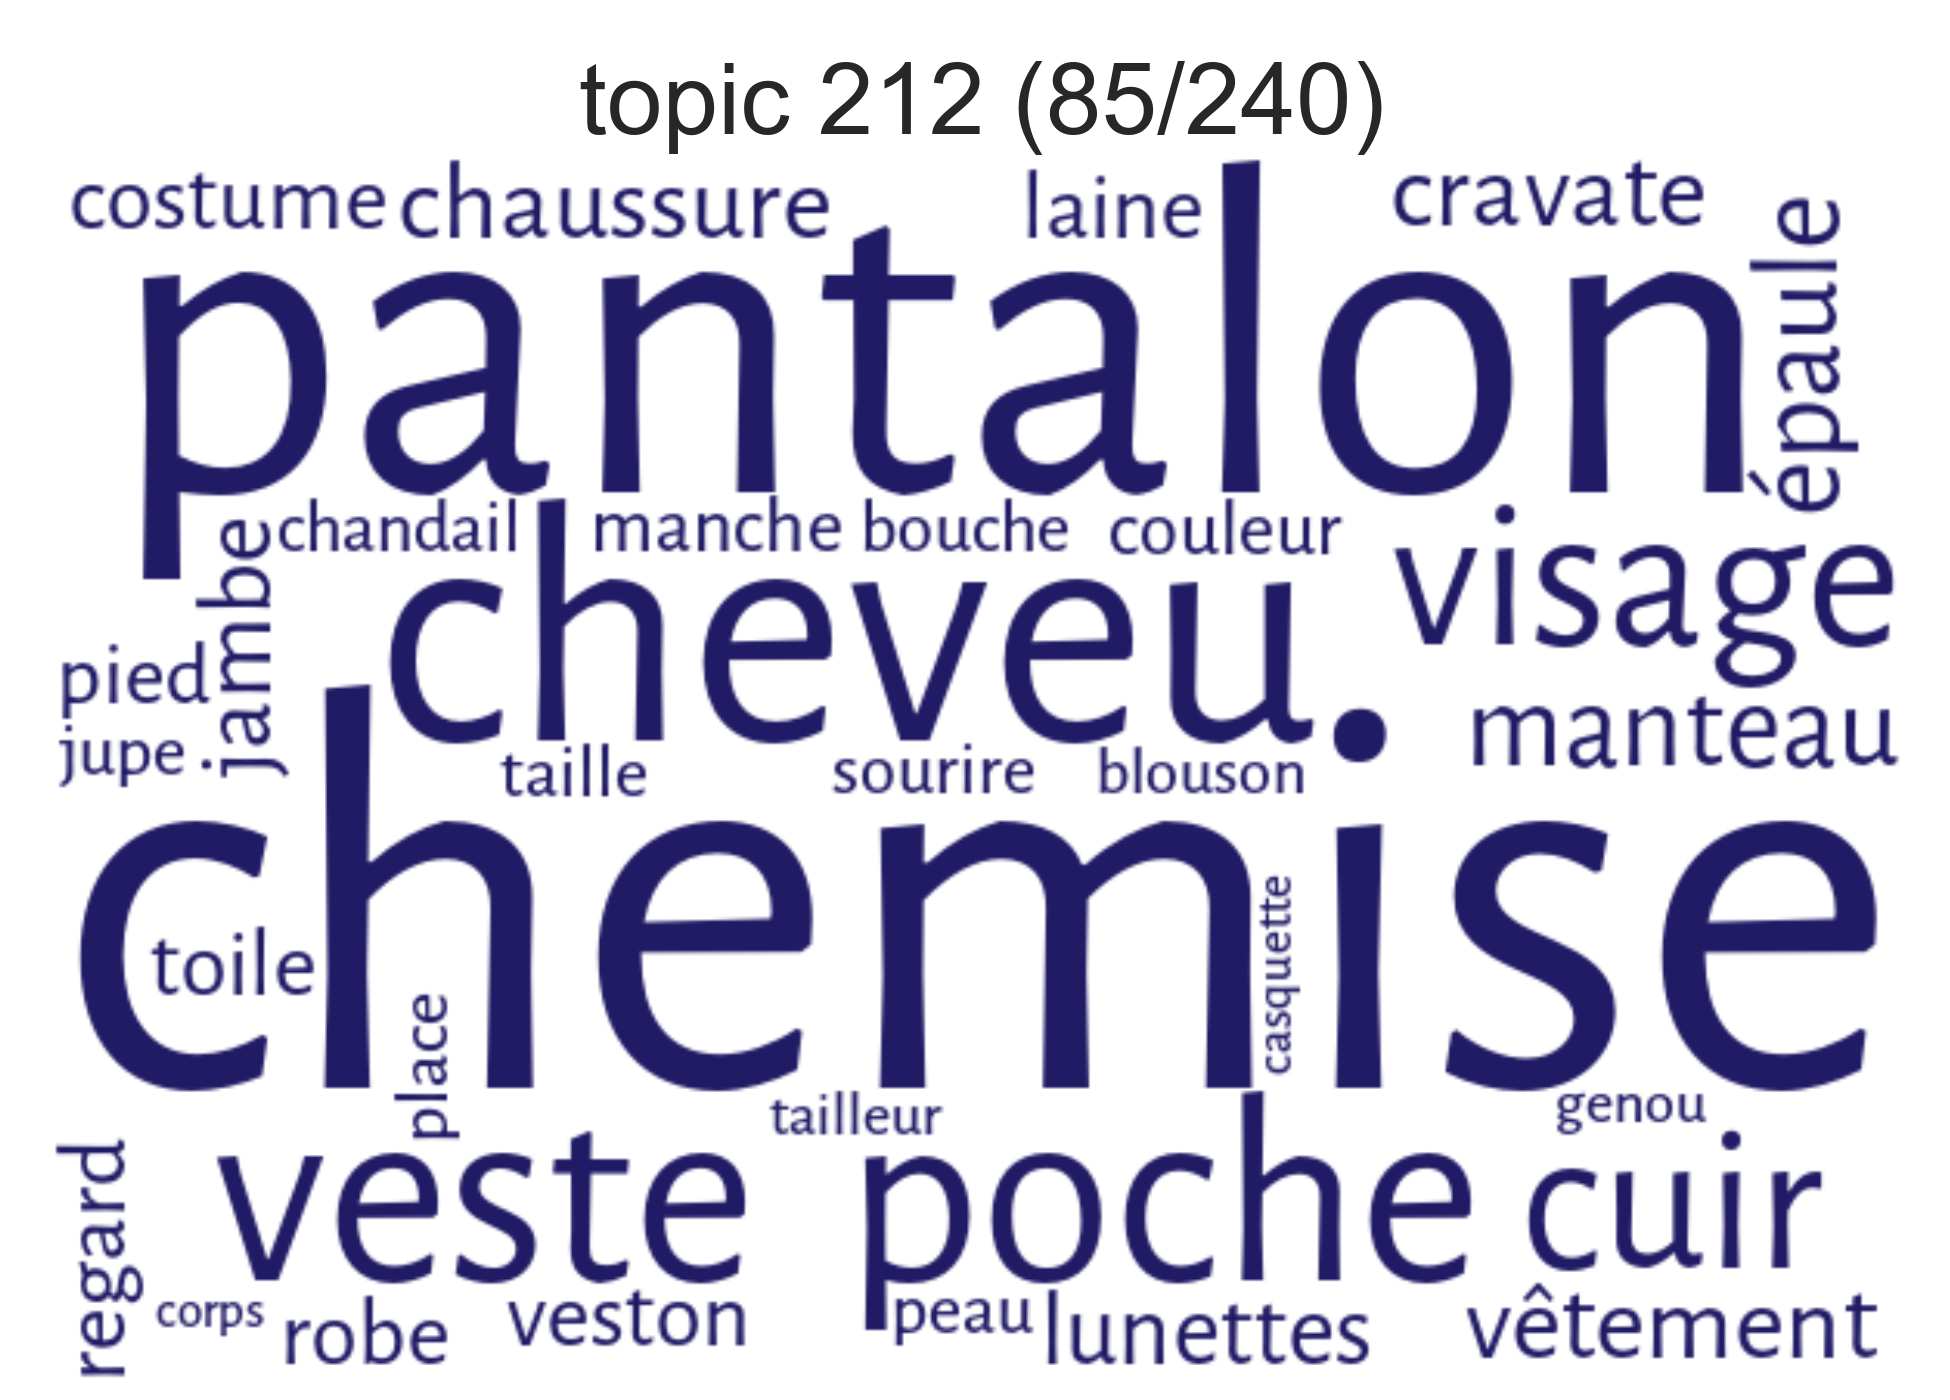 topic 212 (85/240)
costume chaussure laine cravate
pantalon
épaule
chandail manche bouche couleur
jambe
cheveu
visage
pied
manteau
jupe
taille sourire blouson
chemise
toile
casquette
place
tailleur genou
veste poche cuir
regard
corps robe veston peau lunettes vêtement